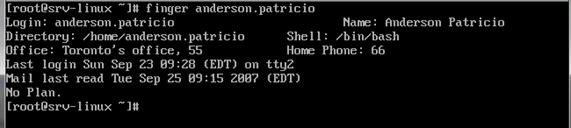 [root@srv-linux ~]# finger anderson.patricio
Login: anderson.patricio Name: Anderson Patricio
Directory: /home/anderson.patricio Shell: /bin/bash
Office: Toronto's office, 55 Home Phone: 66
Last login Sun Sep 23 09:28 (EDT) on tty2
Mail last read Tue Sep 25 09:15 2007 (EDT)
No Plan.
[root@srv-linux ~]#